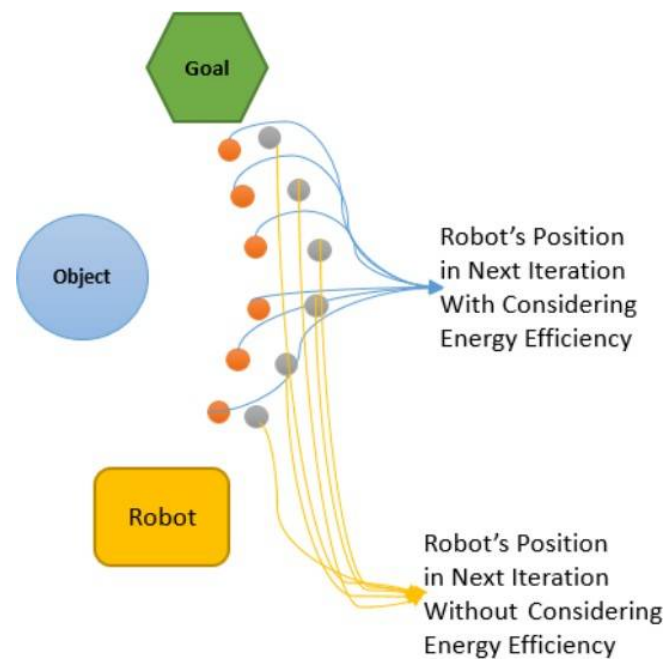 Goal
Object
Robot's Position
in Next Iteration
With Considering
Energy Efficiency
Robot
Robot's Position
in Next Iteration
Without Considering
Energy Efficiency